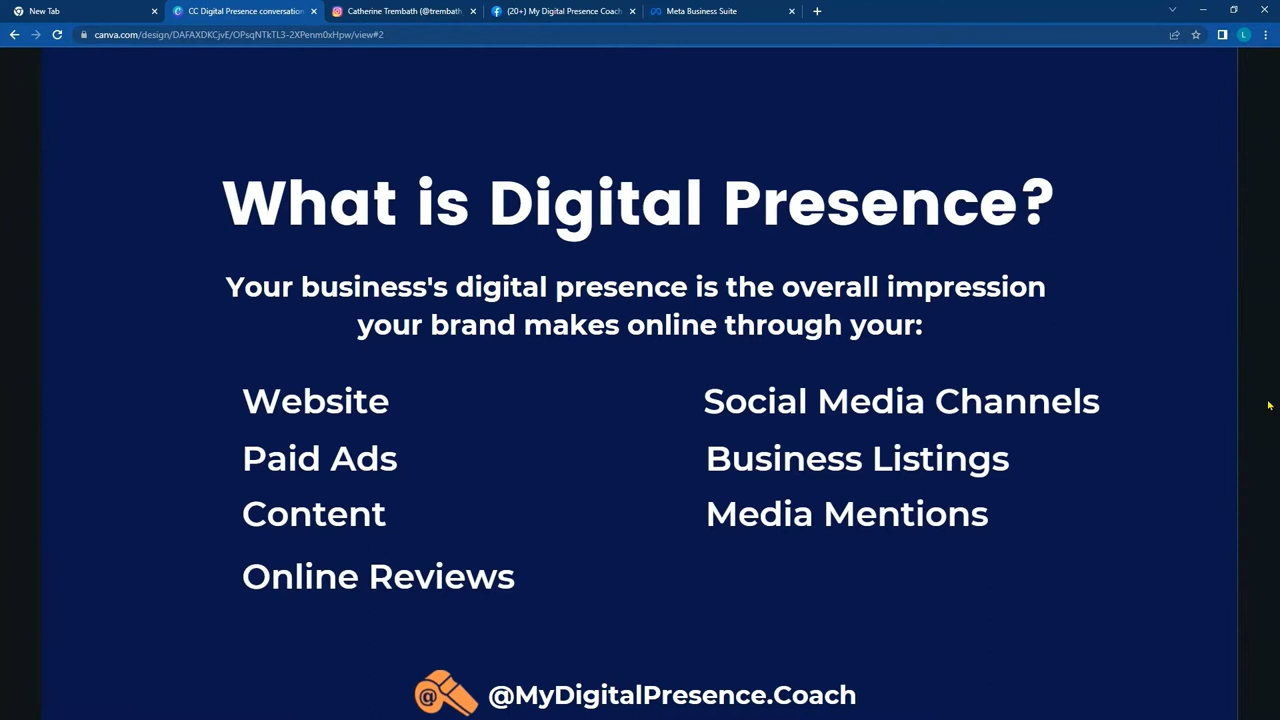 New Tab
CC Digital Presence conversation
Catherine Trembath (@trembath
(20+) My Digital Presence Coach
Meta Business Suite
canva.com/design/DAFAXDKCjvE/OPsqNTkTL3-2XPenm0xHpw/view#2
L
What is Digital Presence?
Your business's digital presence is the overall impression
your brand makes online through your:
Website
Paid Ads
Content
Online Reviews
Social Media Channels
Business Listings
Media Mentions
@ @MyDigitalPresence.Coach